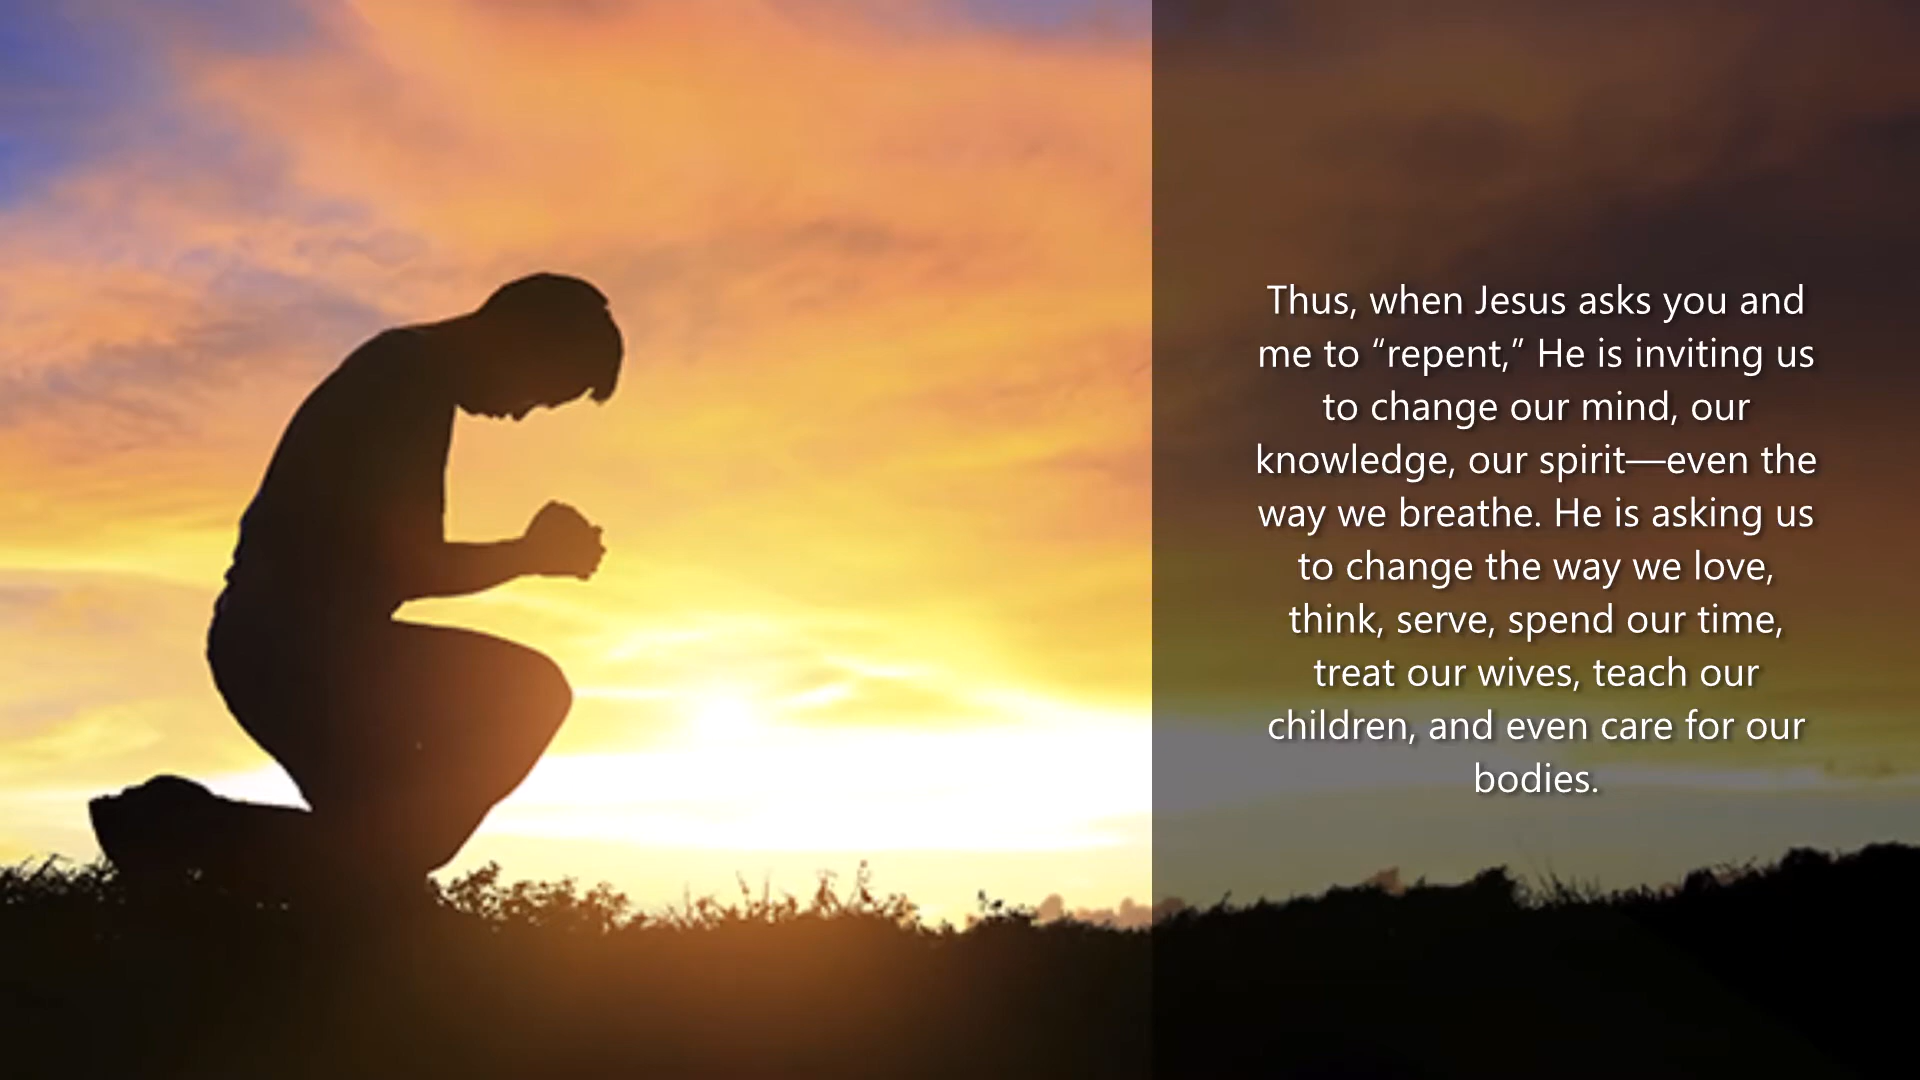 Thus, when Jesus asks you and
me to “repent,” He is inviting us
to change our mind, our
knowledge, our spirit—even the
way we breathe. He is asking us
to change the way we love,
think, serve, spend our time,
treat our wives, teach our
children, and even care for our
bodies.